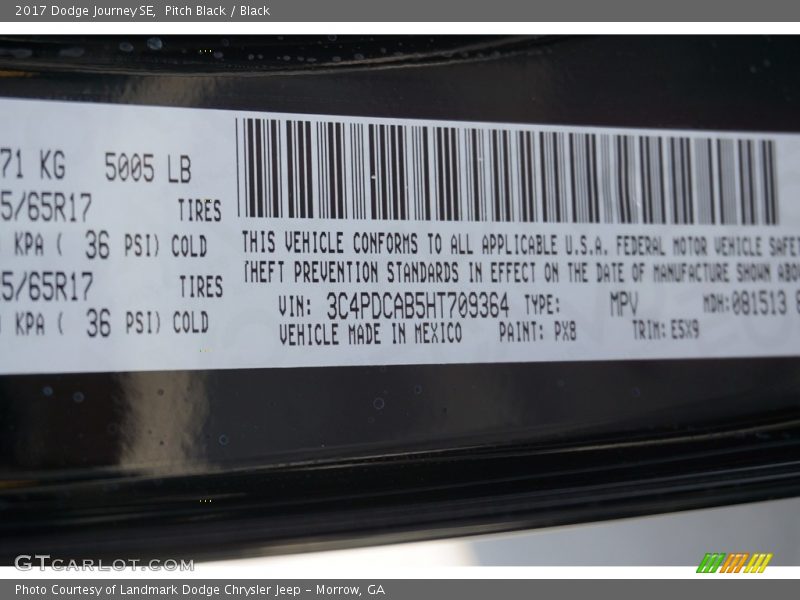 2017 Dodge Journey SE, Pitch Black / Black
71 KG 5005 LB
5/65R17 TIRES
KPA ( 36 PSI) COLD
5/65R17 TIRES
KPA ( 36 PSI) COLD
THIS VEHICLE CONFORMS TO ALL APPLICABLE U.S.A. FEDERAL MOTOR VEHICLE SAFET
THEFT PREVENTION STANDARDS IN EFFECT ON THE DATE OF MANUFACTURE SHOWN ABO
VIN: 3C4PDCAB5HT709364 TYPE: MPV MDH: 081513
VEHICLE MADE IN MEXICO PAINT: PX8 TRIM: E5X9
GTCARLOT.COM
Photo Courtesy of Landmark Dodge Chrysler Jeep – Morrow, GA